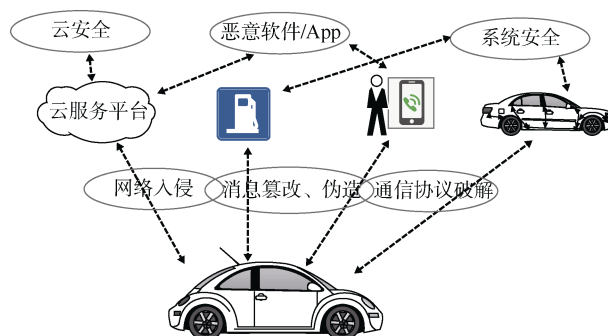 云安全
恶意软件/App
系统安全
云服务平台
网络入侵
消息篡改、伪造
通信协议破解